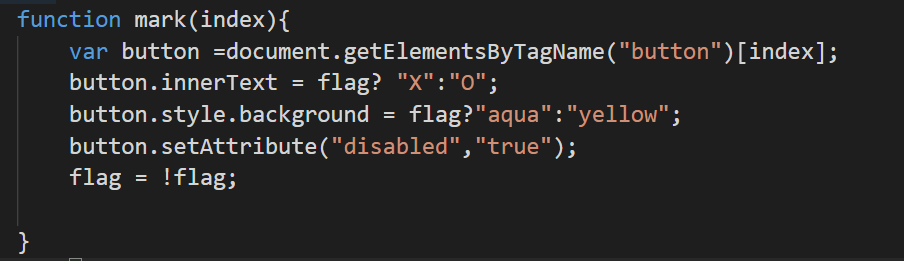 function mark(index){
    var button =document.getElementsByTagName("button")[index];
    button.innerText = flag? "X":"O";
    button.style.background = flag?"aqua":"yellow";
    button.setAttribute("disabled","true");
    flag = !flag;
}